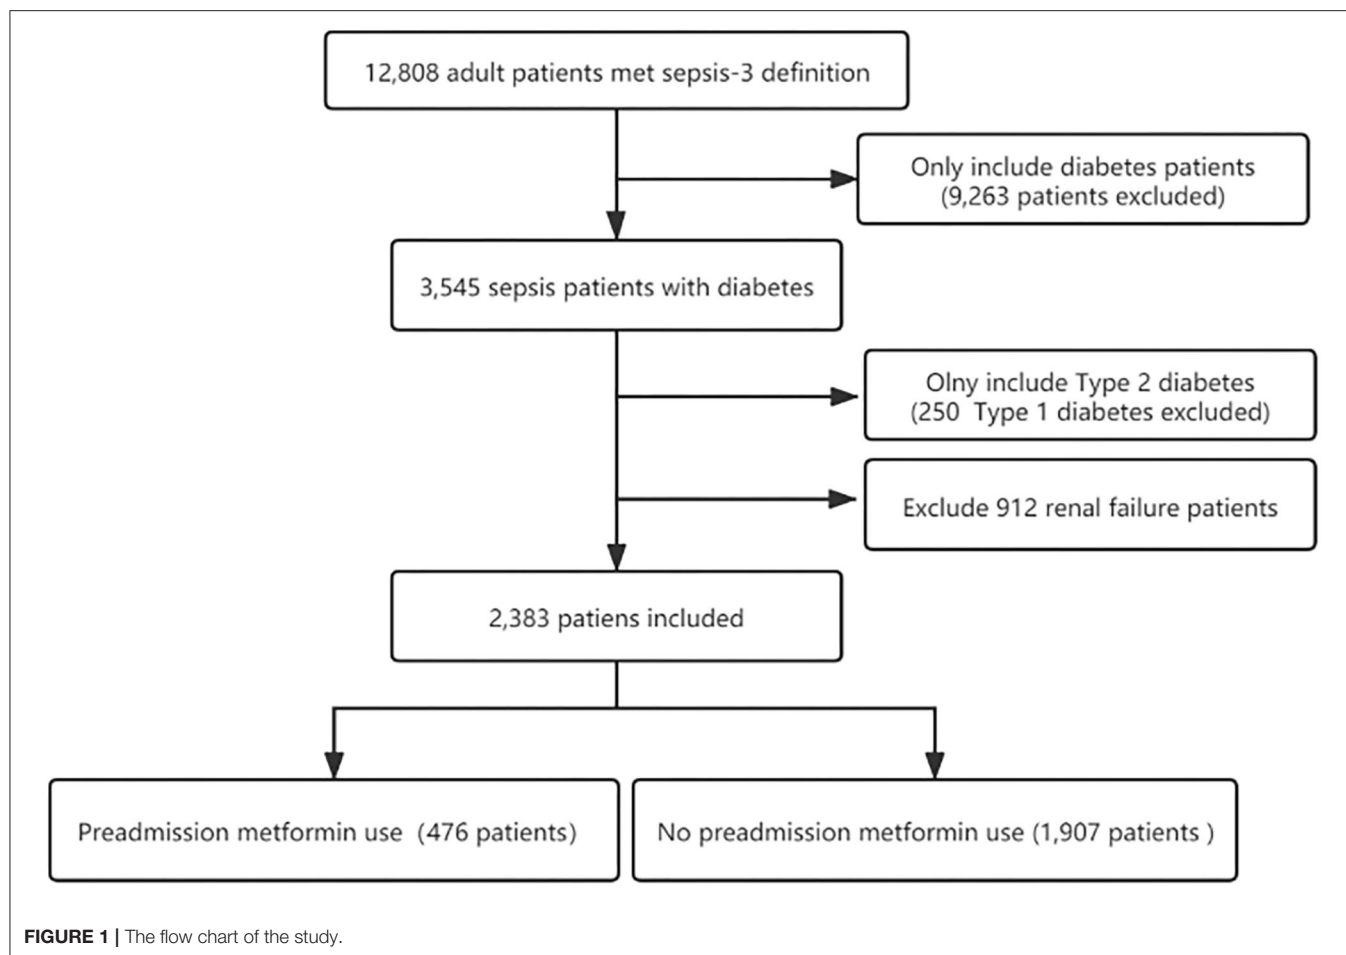 12,808 adult patients met sepsis-3 definition
Only include diabetes patients
(9,263 patients excluded)
3,545 sepsis patients with diabetes
Olny include Type 2 diabetes
(250  Type 1 diabetes excluded)
Exclude 912 renal failure patients
2,383 patiens included
Preadmission metformin use (476 patients)
No preadmission metformin use (1,907 patients )
FIGURE 1 | The flow chart of the study.